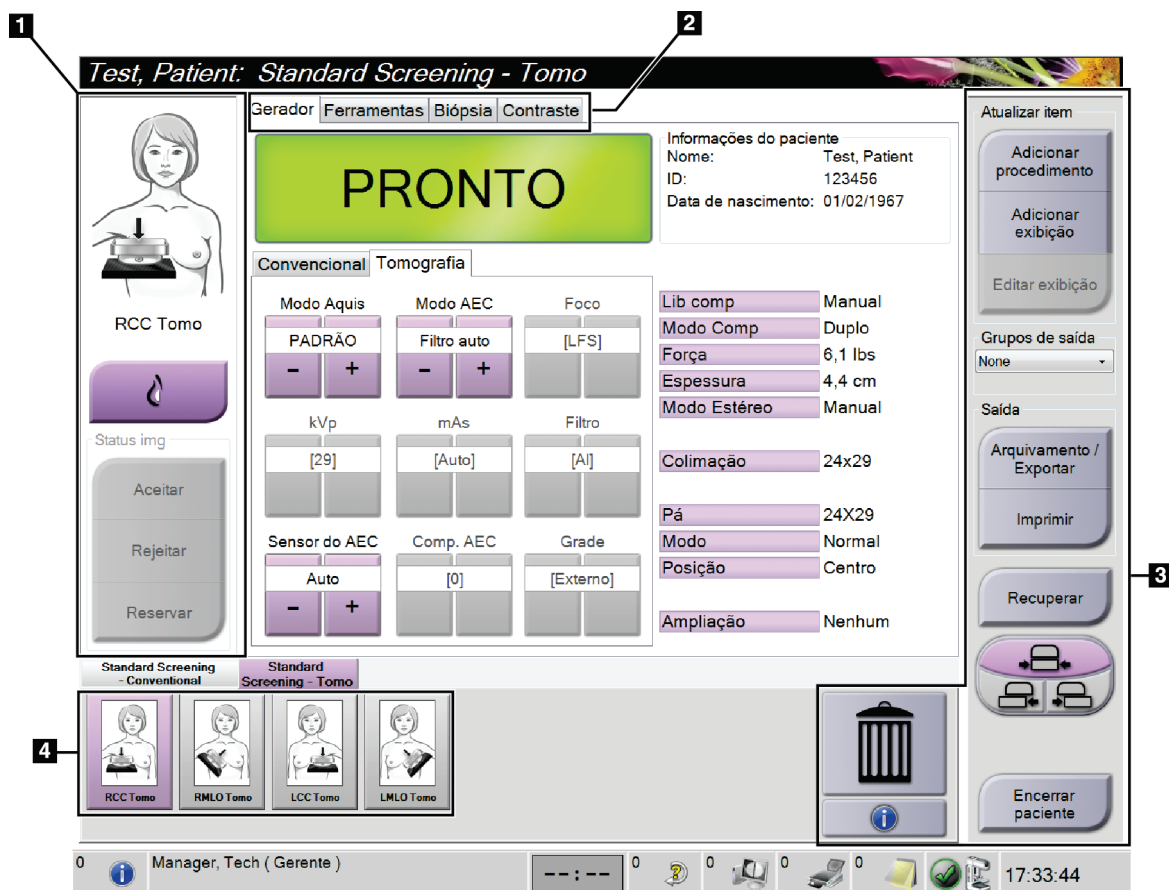 1
2
Test, Patient: Standard Screening - Tomo
Gerador Ferramentas Biópsia Contraste
PRONTO
Informações do paciente
Nome: Test, Patient
ID: 123456
Data de nascimento: 01/02/1967
RCC Tomo
Status img
Aceitar
Rejeitar
Reservar
Convencional Tomografia
Modo Aquis Modo AEC Foco
PADRÃO Filtro auto [LFS]
- + - +
kVp mAs Filtro
[29] [Auto] [Al]
Sensor do AEC Comp. AEC Grade
Auto [0] [Externo]
- +
Lib comp Manual
Modo Comp Duplo
Força 6,1 lbs
Espessura 4,4 cm
Modo Estéreo Manual
Colimação 24x29
Pá 24X29
Modo Normal
Posição Centro
Ampliação Nenhum
Atualizar item
Adicionar
procedimento
Adicionar
exibição
Editar exibição
Grupos de saída
None
Saída
Arquivamento /
Exportar
Imprimir
Recuperar
Encerrar
paciente
3
Standard Screening
- Conventional
Standard
Screening - Tomo
4
RCC Tomo RMLO Tomo LCC Tomo LMLO Tomo
0 Manager, Tech ( Gerente ) --:-- 0 0 0 0 17:33:44